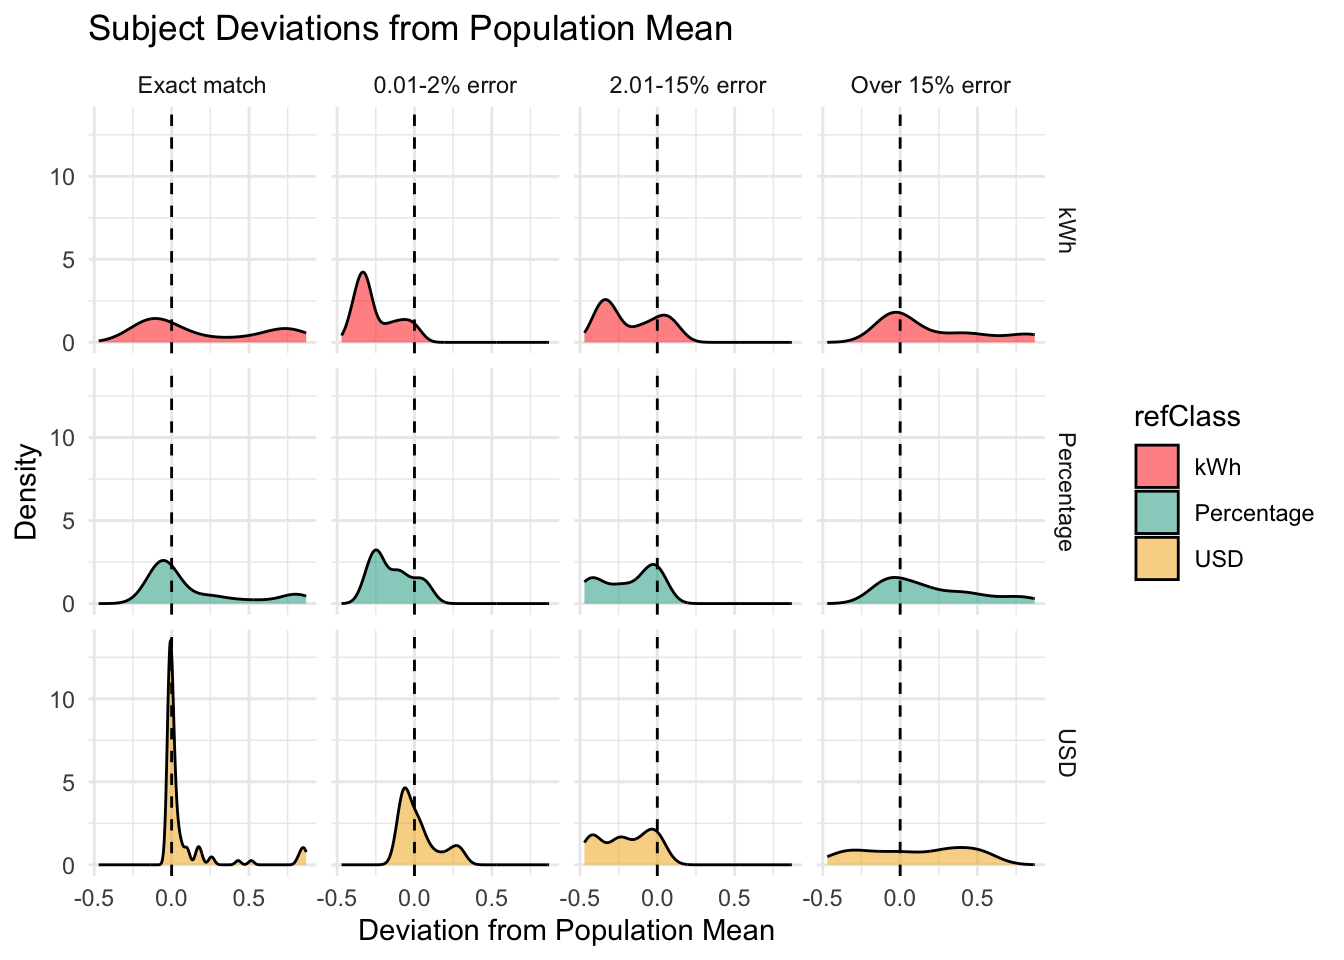 Subject Deviations from Population Mean
Exact match
0.01-2% error
2.01-15% error
Over 15% error
10
5
0
kWh
10
5
0
Percentage
10
5
0
USD
-0.5 0.0 0.5
-0.5 0.0 0.5
-0.5 0.0 0.5
-0.5 0.0 0.5
Deviation from Population Mean
Density
refClass
kWh
Percentage
USD